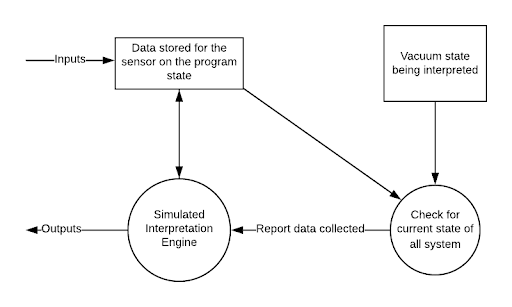 Inputs
Data stored for the
sensor on the program
state
Vacuum state
being interpreted
Simulated
Interpretation
Engine
Outputs
Report data collected
Check for
current state of
all system